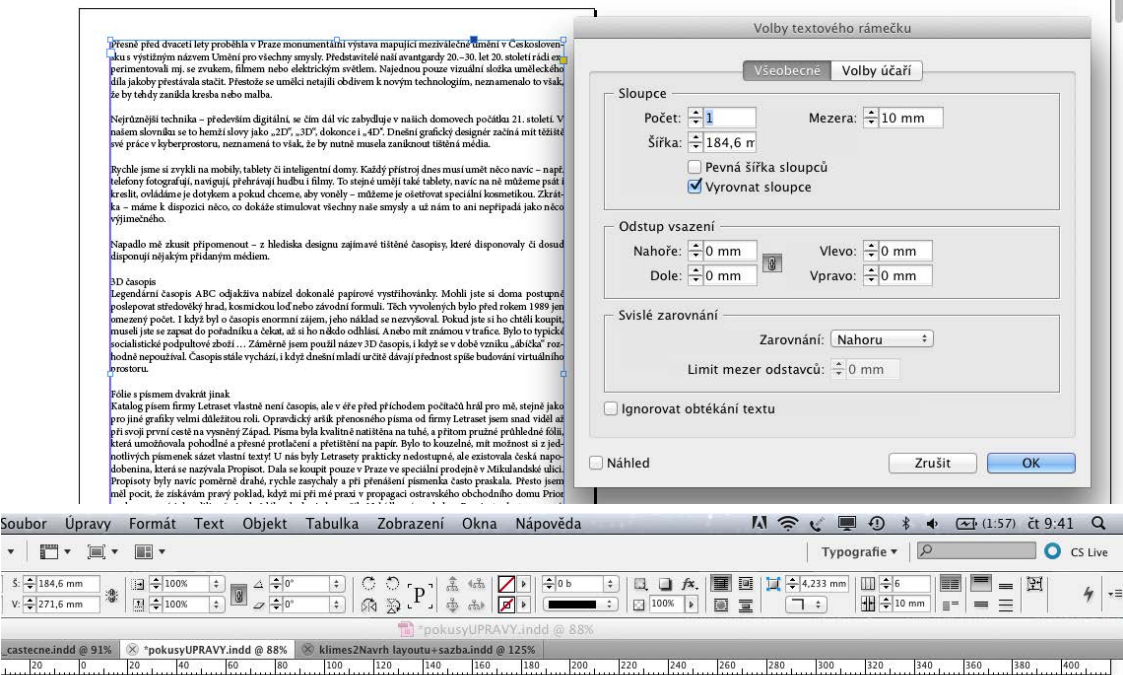 Přesně před dvaceti lety proběhla v Praze monumentální výstava mapující meziválečné umění v Českosloven-
sku s výstižným názvem Umění pro všechny smysly. Představitelé naší avantgardy 20.–30. let 20. století rádi ex-
perimentovali mj. se zvukem, filmem nebo elektrickým světlem. Najednou pouze vizuální složka uměleckého
díla jakoby přestávala stačit. Přestože se umělci netajili obdivem k novým technologiím, neznamenalo to však,
že by tehdy zanikla kresba nebo malba.
Nejrůznější technika – především digitální, se čím dál víc zabydluje v našich domovech počátku 21. století. V
našem slovníku se to hemží slovy jako „2D", „3D", dokonce i „4D". Dnešní grafický designér začíná mít těžiště
své práce v kyberprostoru, neznamená to však, že by nutně musela zaniknout tištěná média.
Rychle jsme si zvykli na mobily, tablety či inteligentní domy. Každý přístroj dnes musí umět něco navíc – např.
telefony fotografují, navigují, přehrávají hudbu i filmy. To stejné umějí také tablety, navíc na ně můžeme psát i
kreslit, ovládáme je dotykem a pokud chceme, aby voněly – můžeme je ošetřovat speciální kosmetikou. Zkrát-
ka – máme k dispozici něco, co dokáže stimulovat všechny naše smysly a už nám to ani nepřipadá jako něco
výjimečného.
Napadlo mě zkusit připomenout – z hlediska designu zajímavé tištěné časopisy, které disponovaly či dosud
disponují nějakým přidaným médiem.
3D časopis
Legendární časopis ABC odjakživa nabízel dokonalé papírové vystřihovánky. Mohli jste si doma postupně
poslepovat středověký hrad, kosmickou loď nebo závodní formuli. Těch vyvolených bylo před rokem 1989 jen
omezený počet. I když byl o časopis enormní zájem, jeho náklad se nezvyšoval. Pokud jste si ho chtěli koupit,
museli jste se zapsat do pořadníku a čekat, až si ho někdo odhlásí. Anebo mít známou v trafice. Bylo to typické
socialistické podpultové zboží … Záměrně jsem použil název 3D časopis, i když se v době vzniku „ábíčka" roz-
hodně nepoužíval. Časopis stále vychází, i když dnešní mladí určitě dávají přednost spíše budování virtuálního
prostoru.
Fólie s písmem dvakrát jinak
Katalog písem firmy Letraset vlastně není časopis, ale v éře před příchodem počítačů hrál pro mě, stejně jako
pro jiné grafiky velmi důležitou roli. Opravdický aršík přenosného písma od firmy Letraset jsem snad viděl až
při svojí první cestě na vysněný Západ. Písma byla kvalitně natištěna na tuhé, a přitom pružné průhledné fólii,
která umožňovala pohodlné a přesné protlačení a přetištění na papír. Bylo to kouzelné, mít možnost si z jed-
notlivých písmenek sázet vlastní texty! U nás byly Letrasety prakticky nedostupné, ale existovala česká napo-
dobenina, která se nazývala Propisot. Dala se koupit pouze v Praze ve speciální prodejně v Mikulandské ulici.
Propisoty byly navíc poměrně drahé, rychle zasychaly a při přenášení písmenka často praskala. Přesto jsem
měl pocit, že získávám pravý poklad, když mi při mé praxi v propagaci ostravského obchodního domu Prior
Volby textového rámečku
Všeobecné Volby účaří
Sloupce
Počet: 1 Mezera: 10 mm
Šířka: 184,6 m
Pevná šířka sloupců
Vyrovnat sloupce
Odstup vsazení
Nahoře: 0 mm Vlevo: 0 mm
Dole: 0 mm Vpravo: 0 mm
Svislé zarovnání
Zarovnání: Nahoru
Limit mezer odstavců: 0 mm
Ignorovat obtékání textu
Náhled Zrušit OK
Soubor Úpravy Formát Text Objekt Tabulka Zobrazení Okna Nápověda (1:57) čt 9:41
Typografie CS Live
Š: 184,6 mm 100% 0° 0 b 4,233 mm 6
V: 271,6 mm 100% 0° P 100% 10 mm
*pokusyUPRAVY.indd @ 88%
_castecne.indd @ 91% *pokusyUPRAVY.indd @ 88% klimes2Navrh layoutu+sazba.indd @ 125%
20 0 20 40 60 80 100 120 140 160 180 200 220 240 260 280 300 320 340 360 380 400